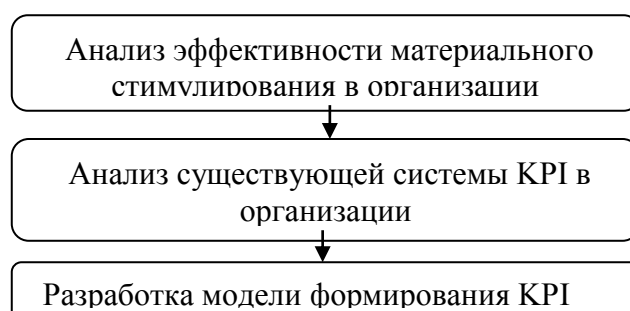 Анализ эффективности материального
стимулирования в организации
Анализ существующей системы KPI в
организации
Разработка модели формирования KPI